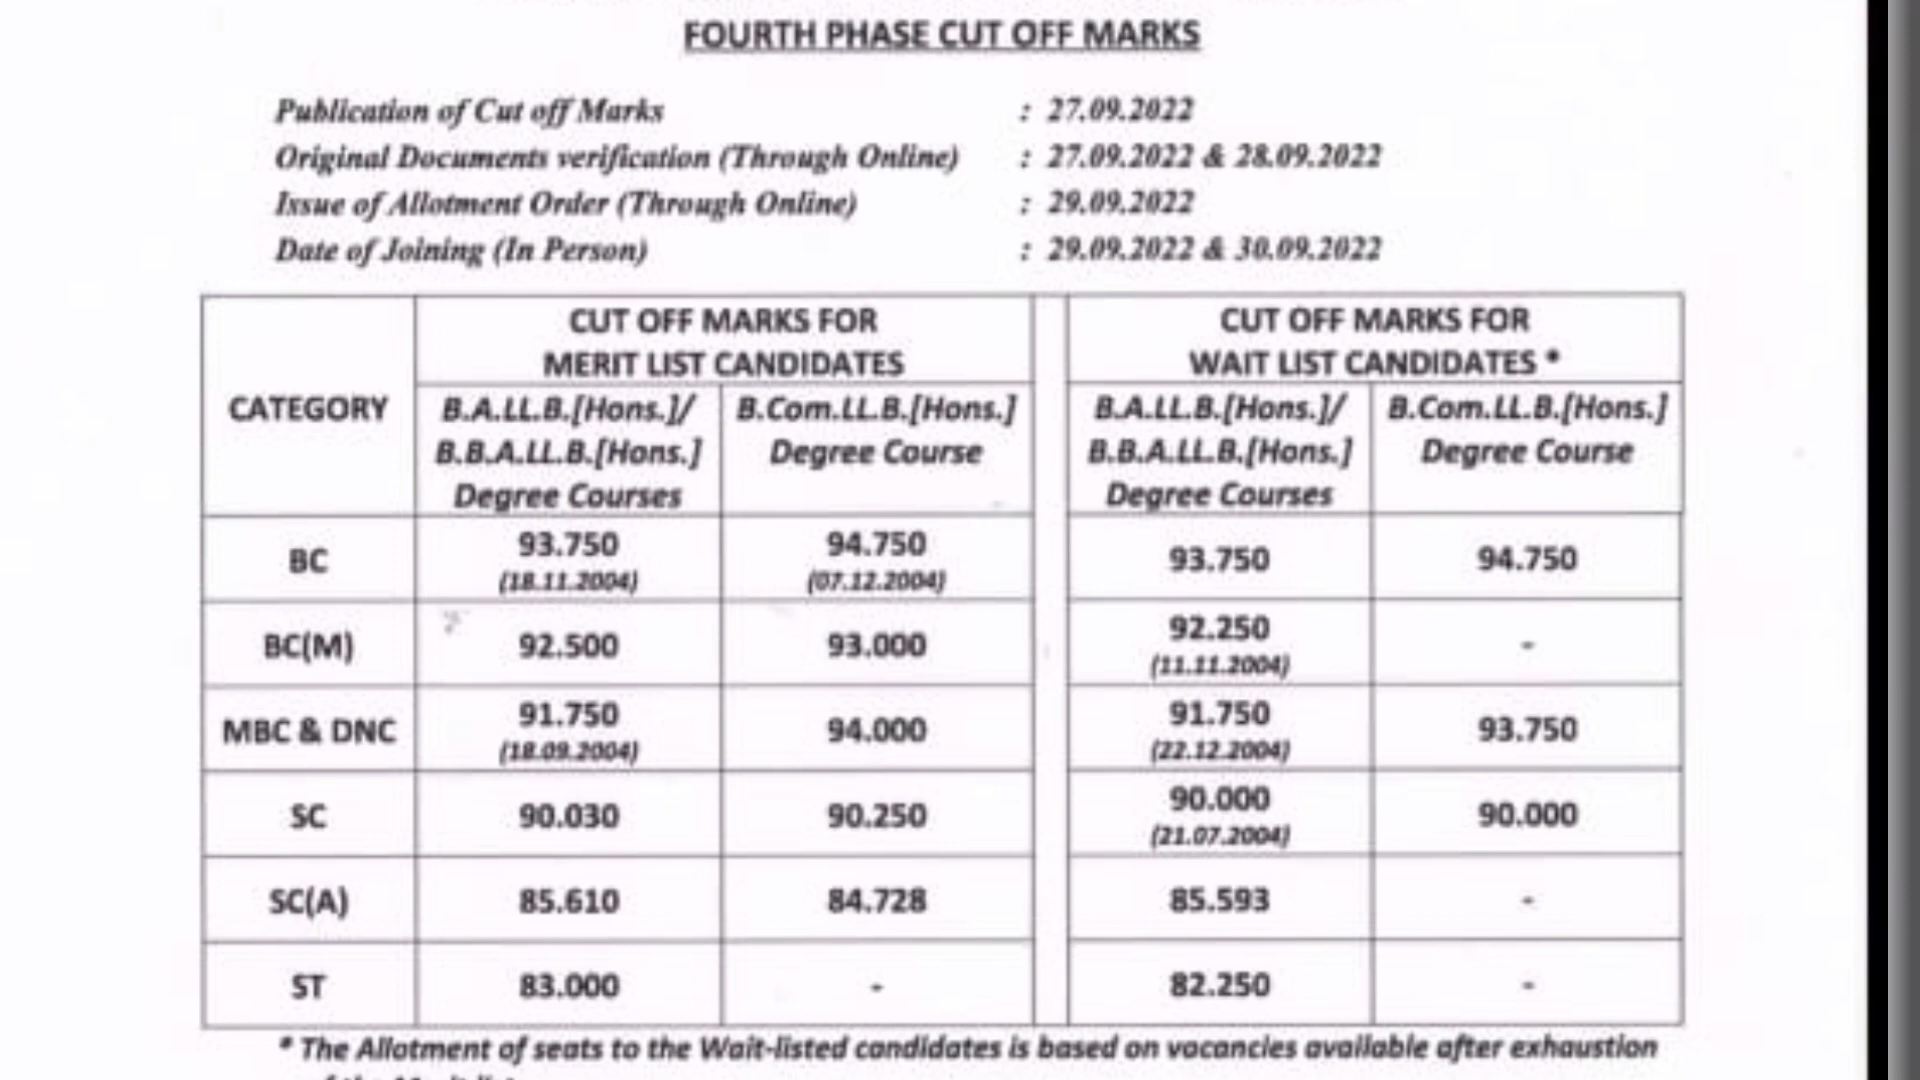 FOURTH PHASE CUT OFF MARKS
Publication of Cut off Marks : 27.09.2022
Original Documents verification (Through Online) : 27.09.2022 & 28.09.2022
Issue of Allotment Order (Through Online) : 29.09.2022
Date of Joining (In Person) : 29.09.2022 & 30.09.2022
CATEGORY
CUT OFF MARKS FOR
MERIT LIST CANDIDATES
CUT OFF MARKS FOR
WAIT LIST CANDIDATES *
B.A.LL.B.[Hons.]/
B.B.A.LL.B.[Hons.]
Degree Courses
B.Com.LL.B.[Hons.]
Degree Course
B.A.LL.B.[Hons.]/
B.B.A.LL.B.[Hons.]
Degree Courses
B.Com.LL.B.[Hons.]
Degree Course
BC 93.750 94.750 93.750 94.750
(18.11.2004) (07.12.2004)
BC(M) 92.500 93.000 92.250 -
(11.11.2004)
MBC & DNC 91.750 94.000 91.750 93.750
(18.09.2004) (22.12.2004)
SC 90.030 90.250 90.000 90.000
(21.07.2004)
SC(A) 85.610 84.728 85.593 -
ST 83.000 - 82.250 -
* The Allotment of seats to the Wait-listed candidates is based on vacancies available after exhaustion